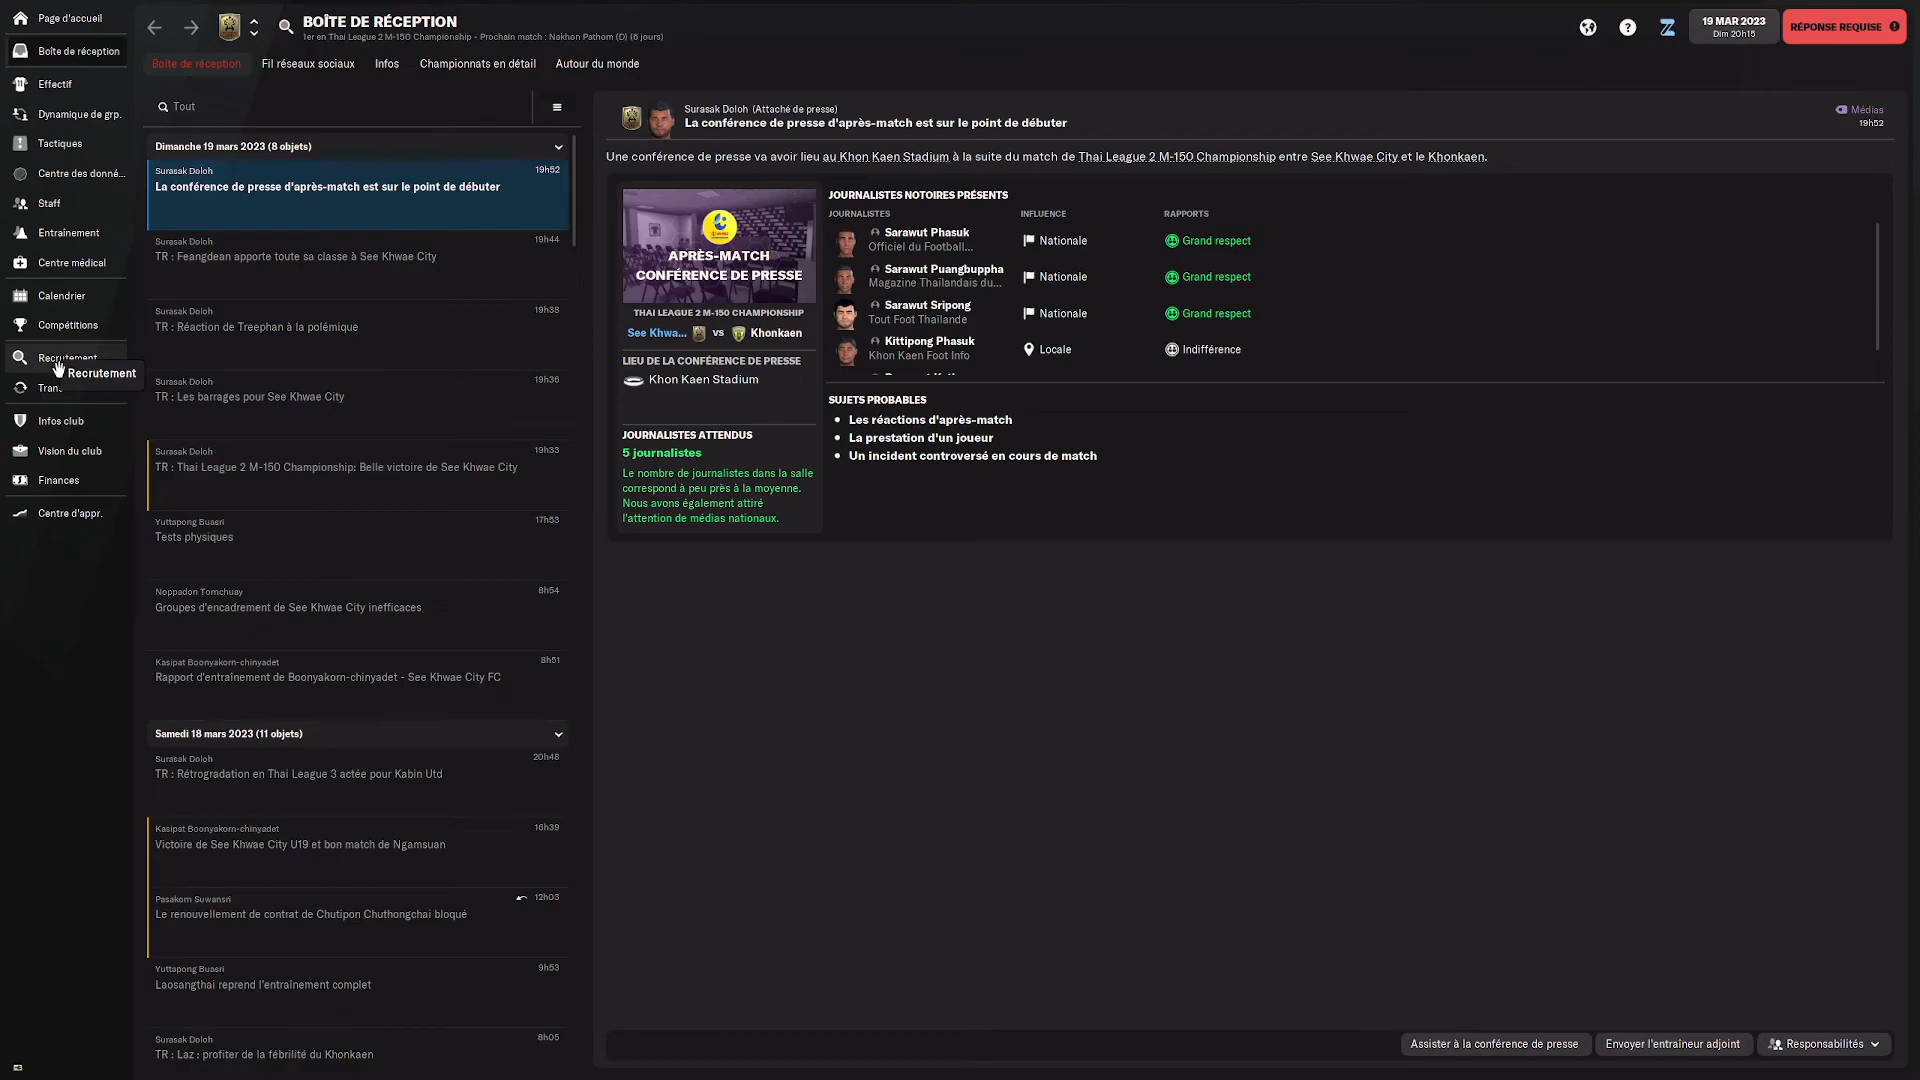 Page d'accueil
Boîte de réception
Effectif
Dynamique de grp.
Tactiques
Centre des donné...
Staff
Entraînement
Centre médical
Calendrier
Compétitions
Recrutement
Recrutement
Infos club
Vision du club
Finances
Centre d'appr.
BOÎTE DE RÉCEPTION
1er en Thai League 2 M-150 Championship - Prochain match : Nakhon Pathom (D) (6 jours)
19 MAR 2023
Dim 20h15
RÉPONSE REQUISE
Boîte de réception
Fil réseaux sociaux
Infos
Championnats en détail
Autour du monde
Tout
Dimanche 19 mars 2023 (8 objets)
Surasak Doloh 19h52
La conférence de presse d'après-match est sur le point de débuter
Surasak Doloh 19h44
TR : Feangdean apporte toute sa classe à See Khwae City
Surasak Doloh 19h38
TR : Réaction de Treephan à la polémique
Surasak Doloh 19h36
TR : Les barrages pour See Khwae City
Surasak Doloh 19h33
TR : Thai League 2 M-150 Championship: Belle victoire de See Khwae City
Yuttapong Buasri 17h53
Tests physiques
Noppadon Tomchuay 8h54
Groupes d'encadrement de See Khwae City inefficaces
Kasipat Boonyakorn-chinyadet 8h51
Rapport d'entraînement de Boonyakorn-chinyadet - See Khwae City FC
Samedi 18 mars 2023 (11 objets)
Surasak Doloh 20h48
TR : Rétrogradation en Thai League 3 actée pour Kabin Utd
Kasipat Boonyakorn-chinyadet 16h39
Victoire de See Khwae City U19 et bon match de Ngamsuan
Pasakorn Suwansri 12h03
Le renouvellement de contrat de Chutipon Chuthongchai bloqué
Yuttapong Buasri 9h53
Laosangthai reprend l'entraînement complet
Surasak Doloh 8h05
TR : Laz : profiter de la fébrilité du Khonkaen
Surasak Doloh (Attaché de presse)
La conférence de presse d'après-match est sur le point de débuter
Médias
19h52
Une conférence de presse va avoir lieu au Khon Kaen Stadium à la suite du match de Thai League 2 M-150 Championship entre See Khwae City et le Khonkaen.
APRÈS-MATCH
CONFÉRENCE DE PRESSE
THAI LEAGUE 2 M-150 CHAMPIONSHIP
See Khwa... vs Khonkaen
LIEU DE LA CONFÉRENCE DE PRESSE
Khon Kaen Stadium
JOURNALISTES ATTENDUS
5 journalistes
Le nombre de journalistes dans la salle
correspond à peu près à la moyenne.
Nous avons également attiré
l'attention de médias nationaux.
JOURNALISTES NOTOIRES PRÉSENTS
JOURNALISTES INFLUENCE RAPPORTS
Sarawut Phasuk
Officiel du Football...
Nationale Grand respect
Sarawut Puangbuppha
Magazine Thaïlandais du...
Nationale Grand respect
Sarawut Sripong
Tout Foot Thaïlande
Nationale Grand respect
Kittipong Phasuk
Khon Kaen Foot Info
Locale Indifférence
SUJETS PROBABLES
Les réactions d'après-match
La prestation d'un joueur
Un incident controversé en cours de match
Assister à la conférence de presse
Envoyer l'entraîneur adjoint
Responsabilités